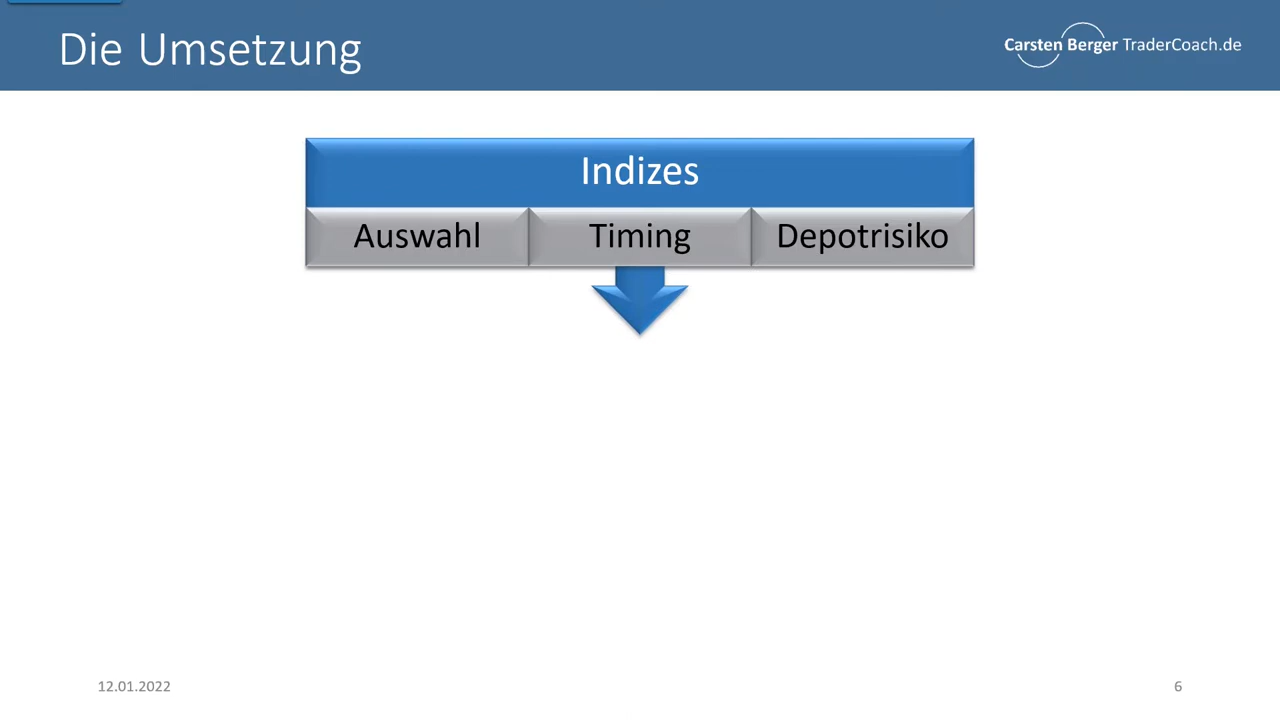 Die Umsetzung
Carsten Berger TraderCoach.de
Indizes
Auswahl Timing Depotrisiko
12.01.2022 6